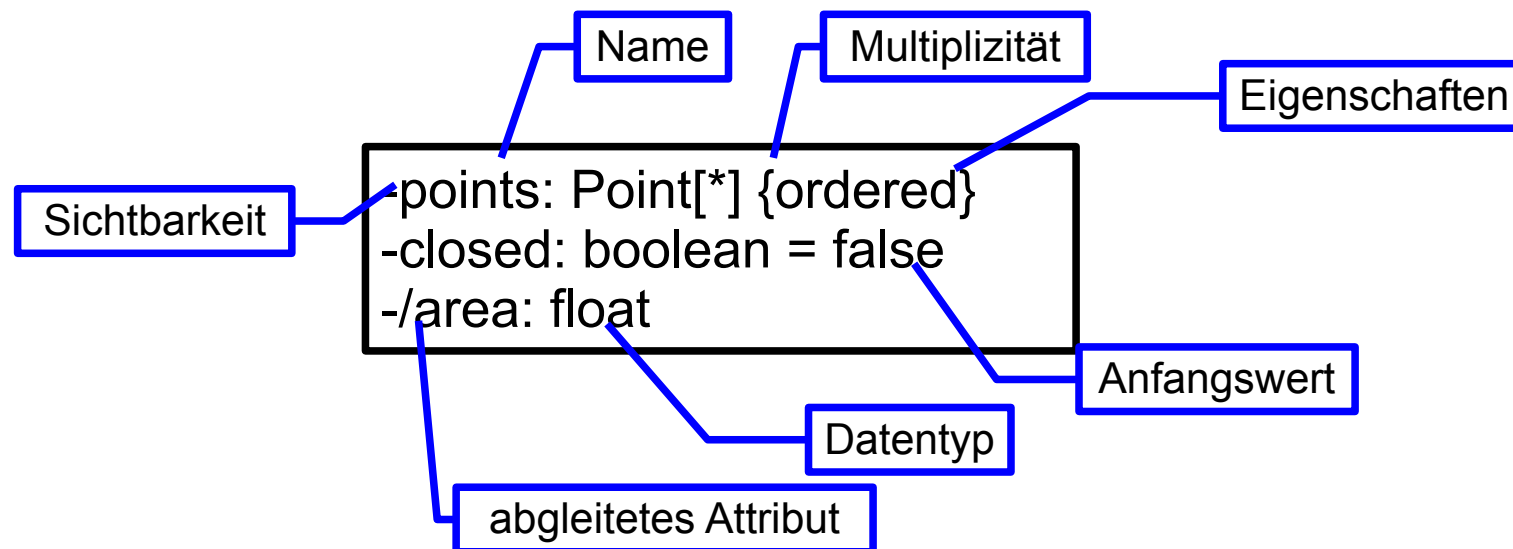 Name
Multiplizität
Eigenschaften
Sichtbarkeit
-points: Point[*] {ordered}
-closed: boolean = false
-/area: float
Anfangswert
Datentyp
abgleitetes Attribut